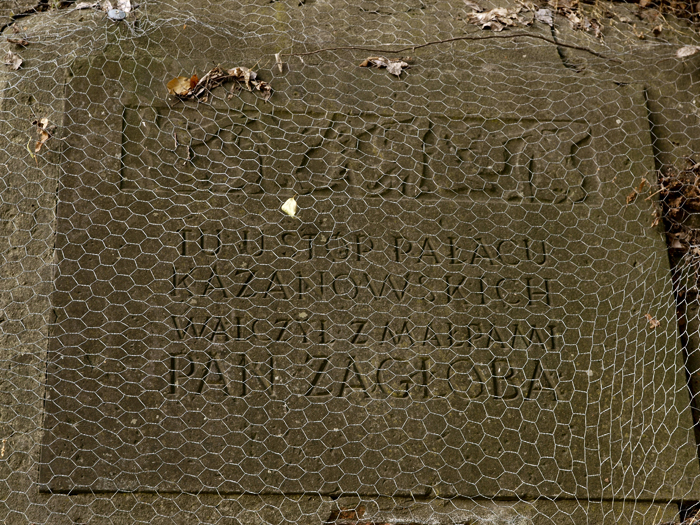 TU U STÓP PAŁACU
KAZANOWSKICH
WALCZYŁ Z MAŁPAMI
PAN ZAGŁOBA